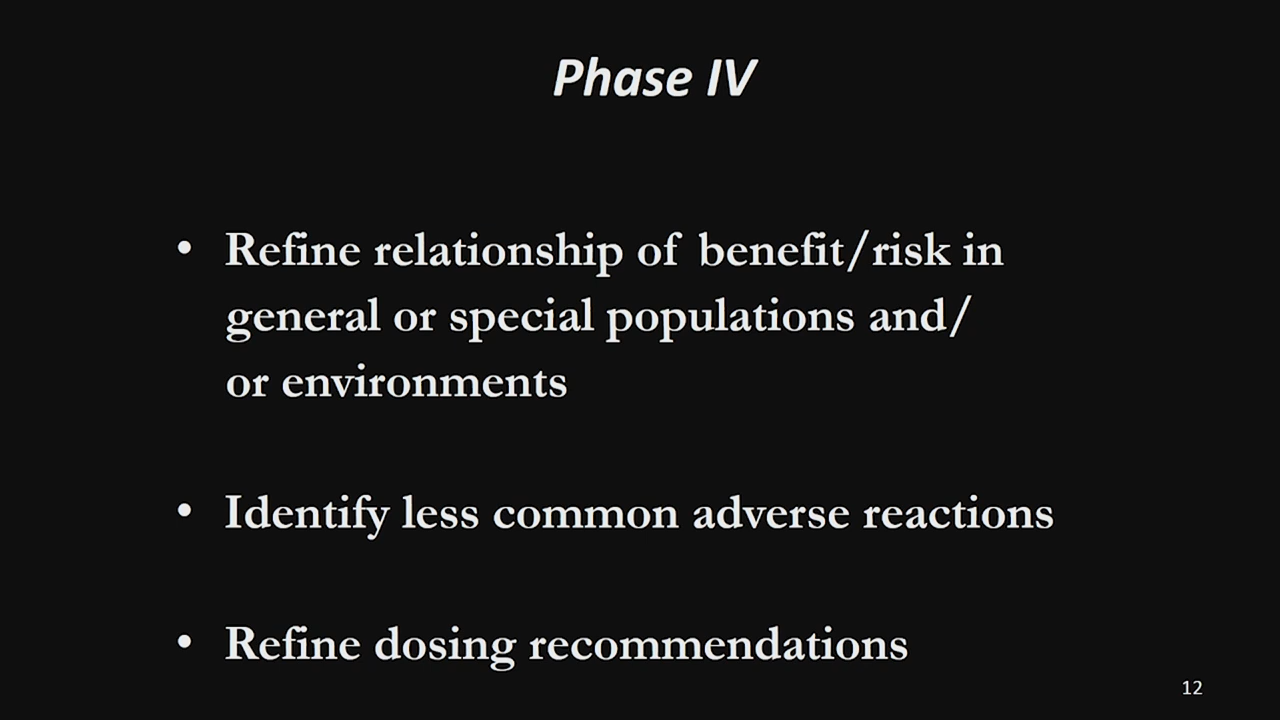 Phase IV
• Refine relationship of benefit/risk in
general or special populations and/
or environments
• Identify less common adverse reactions
• Refine dosing recommendations
12